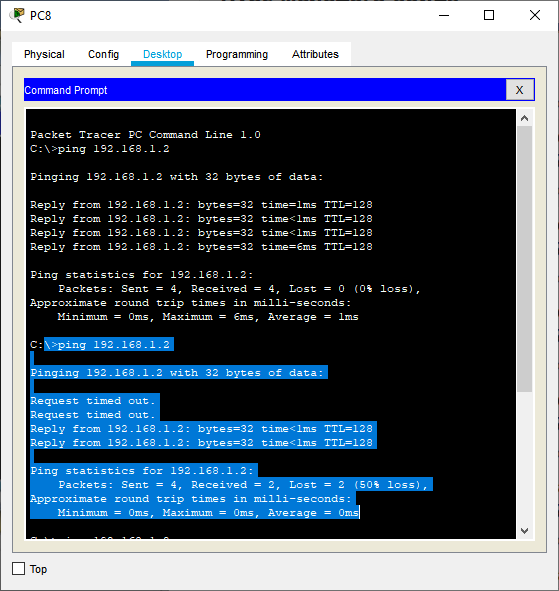 PC8
Physical Config Desktop Programming Attributes
Command Prompt X
Packet Tracer PC Command Line 1.0
C:\>ping 192.168.1.2
Pinging 192.168.1.2 with 32 bytes of data:
Reply from 192.168.1.2: bytes=32 time=1ms TTL=128
Reply from 192.168.1.2: bytes=32 time<1ms TTL=128
Reply from 192.168.1.2: bytes=32 time<1ms TTL=128
Reply from 192.168.1.2: bytes=32 time=6ms TTL=128
Ping statistics for 192.168.1.2:
Packets: Sent = 4, Received = 4, Lost = 0 (0% loss),
Approximate round trip times in milli-seconds:
Minimum = 0ms, Maximum = 6ms, Average = 1ms
C:\>ping 192.168.1.2
Pinging 192.168.1.2 with 32 bytes of data:
Request timed out.
Request timed out.
Reply from 192.168.1.2: bytes=32 time<1ms TTL=128
Reply from 192.168.1.2: bytes=32 time<1ms TTL=128
Ping statistics for 192.168.1.2:
Packets: Sent = 4, Received = 2, Lost = 2 (50% loss),
Approximate round trip times in milli-seconds:
Minimum = 0ms, Maximum = 0ms, Average = 0ms
Top